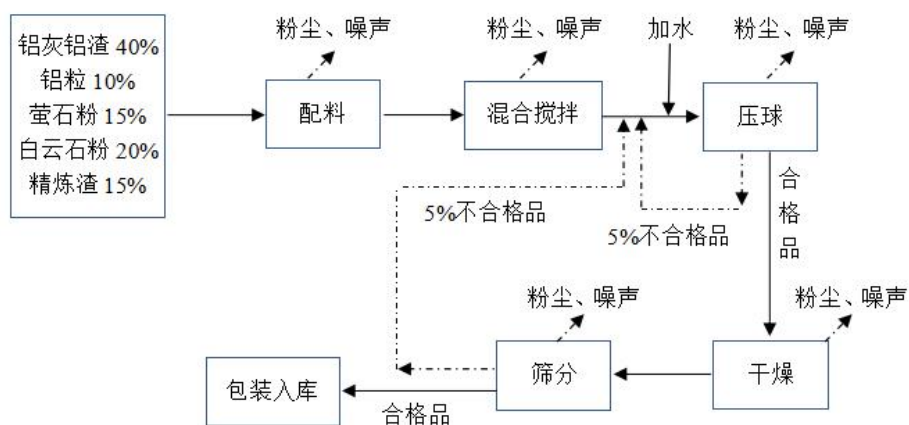 铝灰铝渣 40%
铝粒 10%
萤石粉 15%
白云石粉 20%
精炼渣 15%
粉尘、噪声
配料
粉尘、噪声
混合搅拌
加水
粉尘、噪声
压球
5%不合格品
5%不合格品
合格品
粉尘、噪声
干燥
粉尘、噪声
筛分
合格品
包装入库